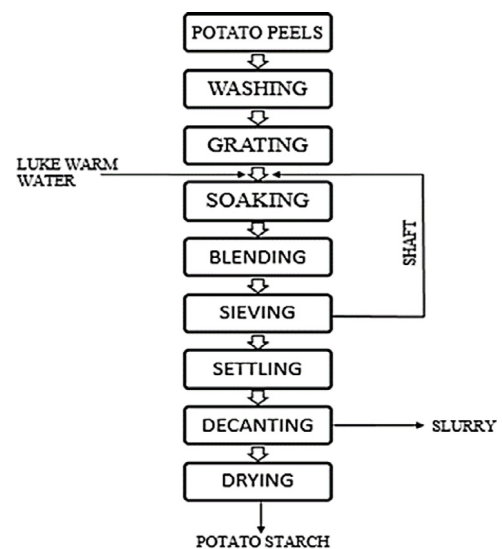 POTATO PEELS
WASHING
GRATING
LUKE WARM
WATER
SOAKING
SHAFT
BLENDING
SIEVING
SETTLING
DECANTING
SLURRY
DRYING
POTATO STARCH